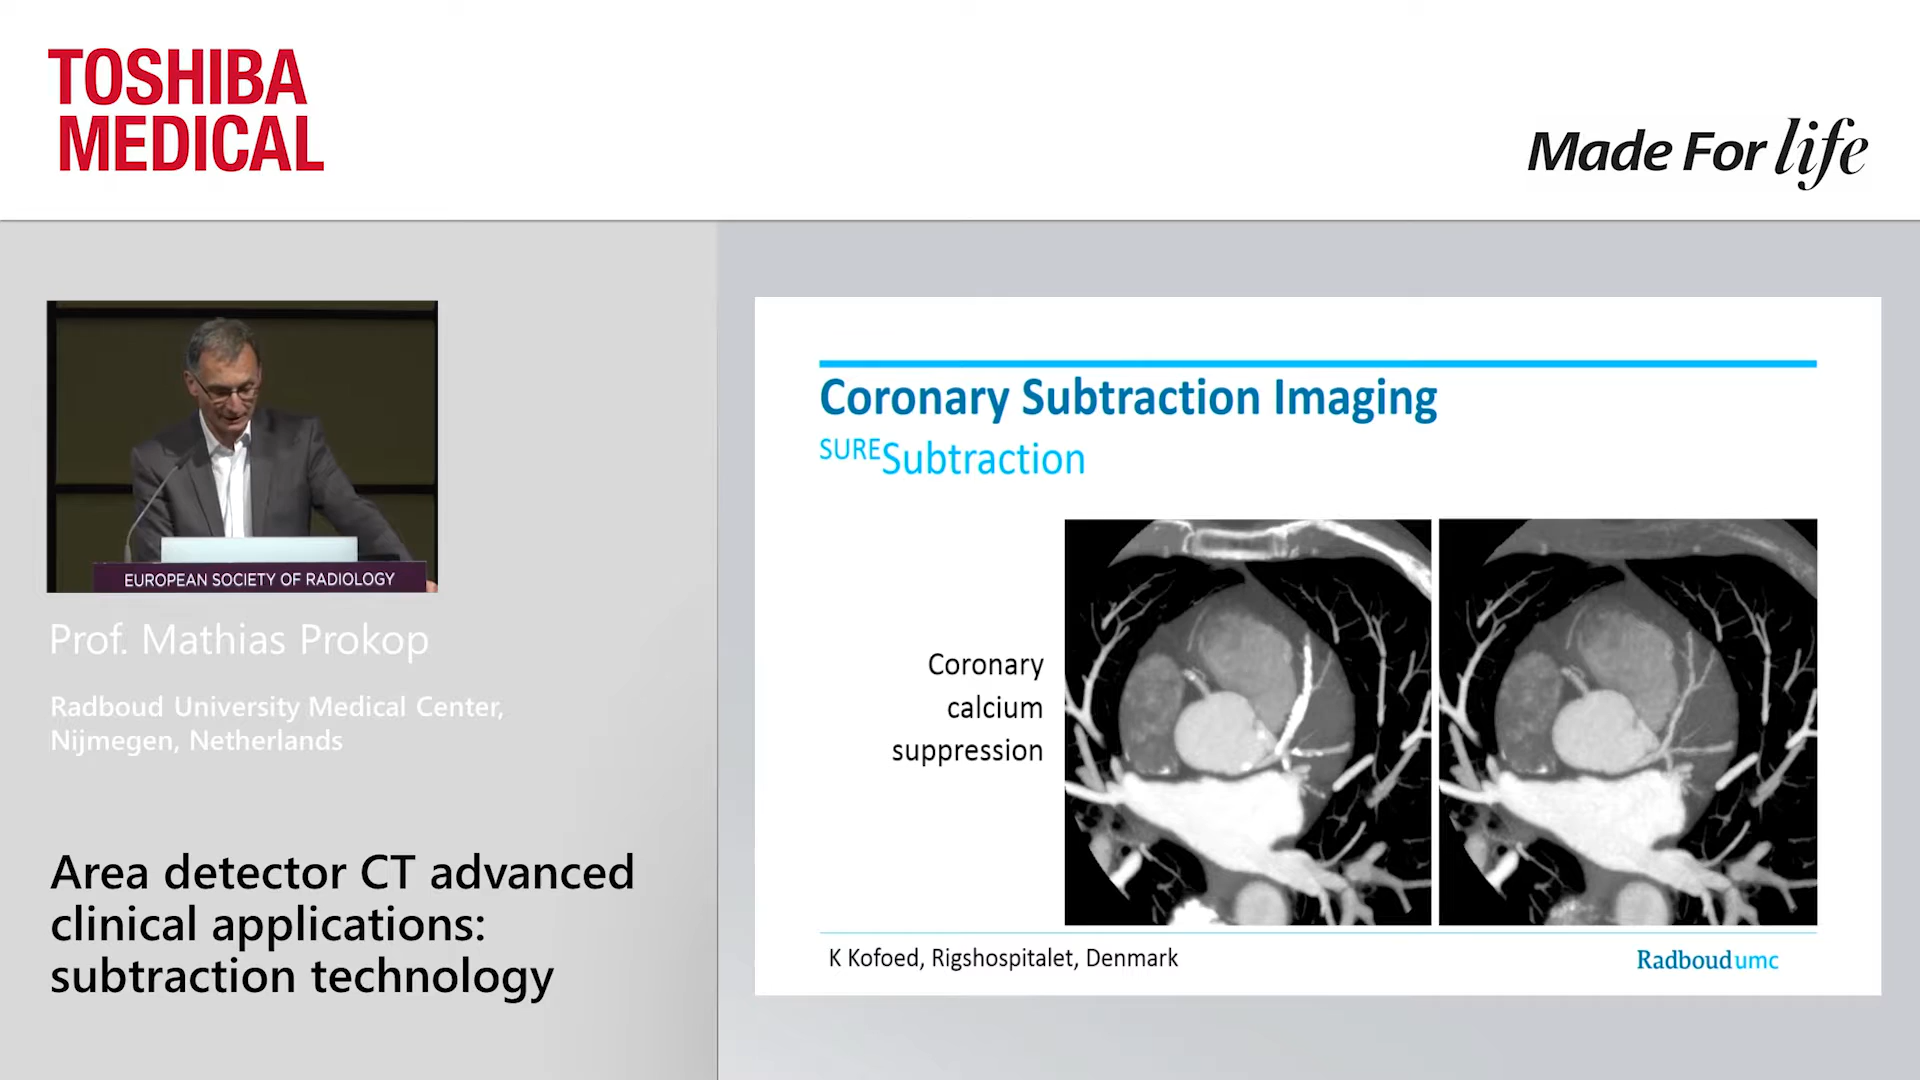 TOSHIBA
MEDICAL
Made For life
EUROPEAN SOCIETY OF RADIOLOGY
Prof. Mathias Prokop
Radboud University Medical Center,
Nijmegen, Netherlands
Area detector CT advanced
clinical applications:
subtraction technology
Coronary Subtraction Imaging
SURESubtraction
Coronary
calcium
suppression
K Kofoed, Rigshospitalet, Denmark
Radboudumc